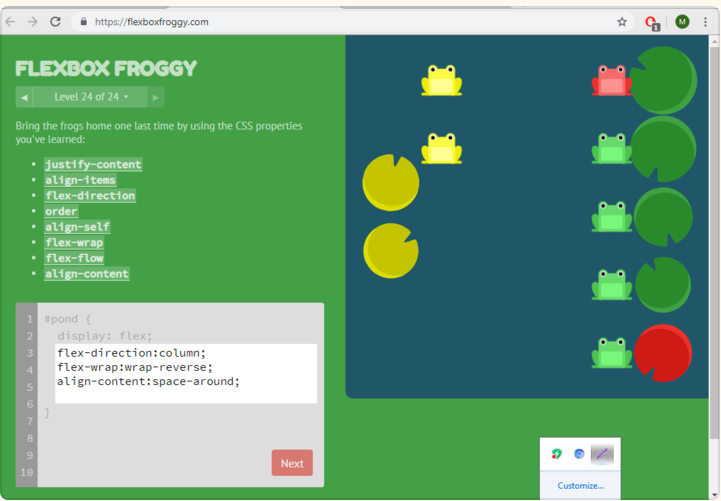 https://flexboxfroggy.com
1
M
FLEXBOX FROGGY
◀ Level 24 of 24 ▾ ▶
Bring the frogs home one last time by using the CSS properties
you've learned:
• justify-content
• align-items
• flex-direction
• order
• align-self
• flex-wrap
• flex-flow
• align-content
1 #pond {
2 display: flex;
3 flex-direction:column;
4 flex-wrap:wrap-reverse;
5 align-content:space-around;
6
7 }
8
9
10
Next
Customize...